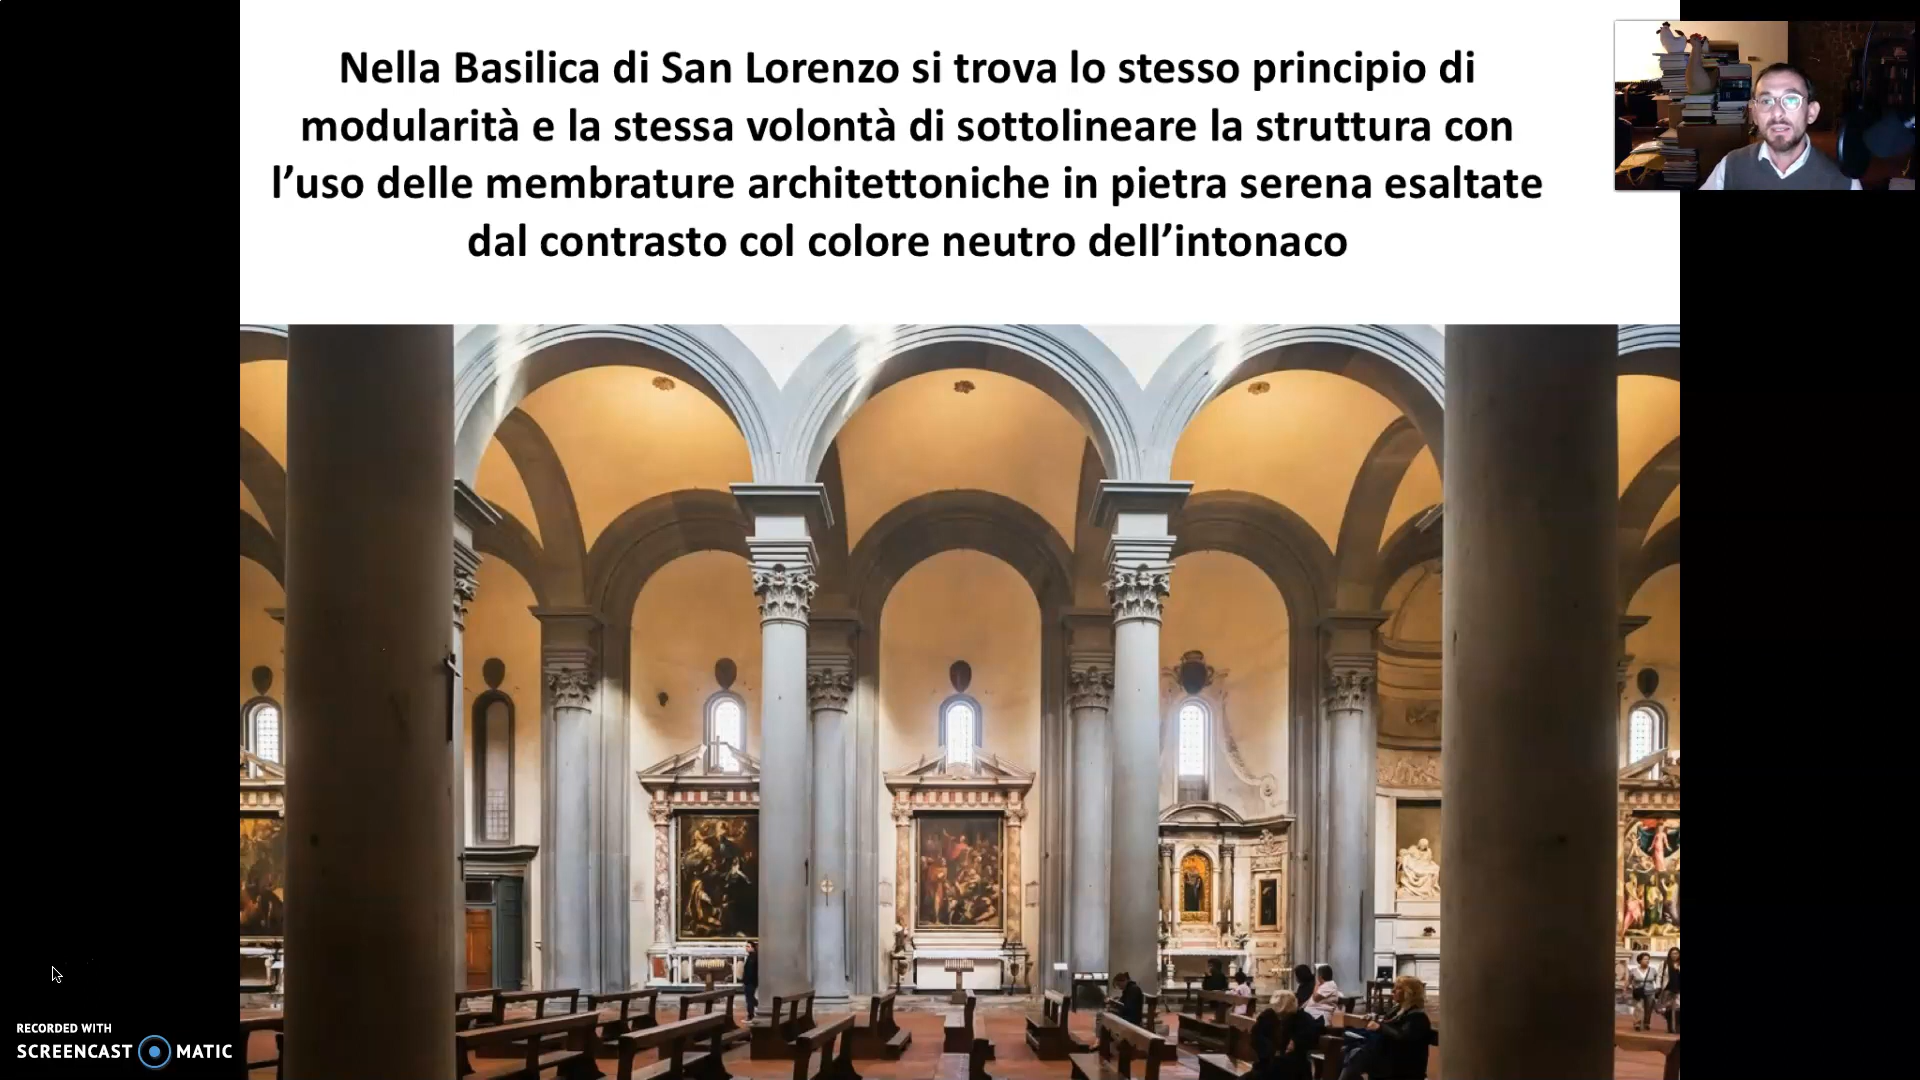 Nella Basilica di San Lorenzo si trova lo stesso principio di
modularità e la stessa volontà di sottolineare la struttura con
l’uso delle membrature architettoniche in pietra serena esaltate
dal contrasto col colore neutro dell’intonaco
RECORDED WITH
SCREENCAST MATIC